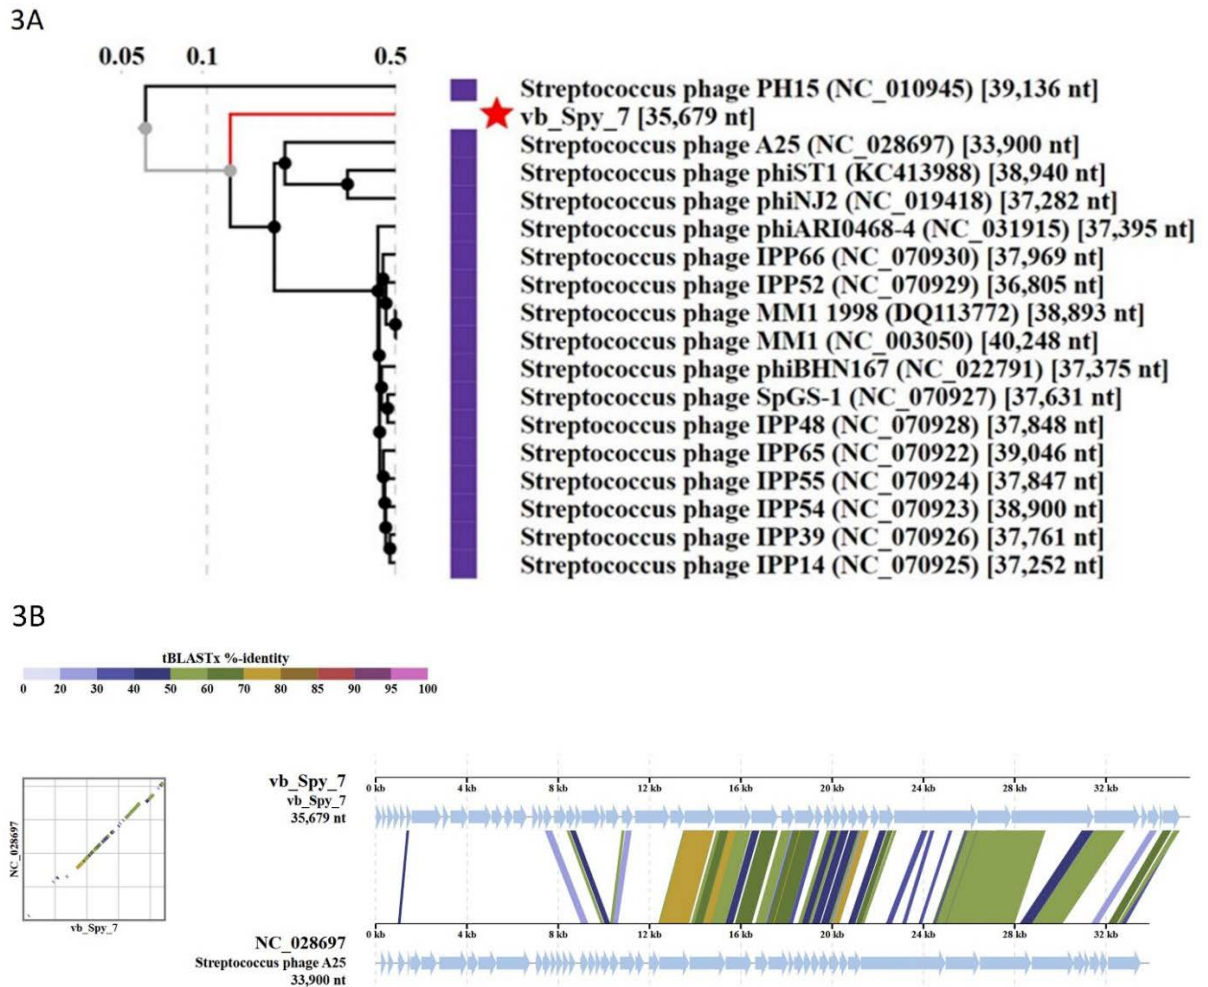 3A
0.05 0.1 0.5
Streptococcus phage PH15 (NC_010945) [39,136 nt]
vb_Spy_7 [35,679 nt]
Streptococcus phage A25 (NC_028697) [33,900 nt]
Streptococcus phage phiST1 (KC413988) [38,940 nt]
Streptococcus phage phiNJ2 (NC_019418) [37,282 nt]
Streptococcus phage phiARI0468-4 (NC_031915) [37,395 nt]
Streptococcus phage IPP66 (NC_070930) [37,969 nt]
Streptococcus phage IPP52 (NC_070929) [36,805 nt]
Streptococcus phage MM1 1998 (DQ113772) [38,893 nt]
Streptococcus phage MM1 (NC_003050) [40,248 nt]
Streptococcus phage phiBHN167 (NC_022791) [37,375 nt]
Streptococcus phage SpGS-1 (NC_070927) [37,631 nt]
Streptococcus phage IPP48 (NC_070928) [37,848 nt]
Streptococcus phage IPP65 (NC_070922) [39,046 nt]
Streptococcus phage IPP55 (NC_070924) [37,847 nt]
Streptococcus phage IPP54 (NC_070923) [38,900 nt]
Streptococcus phage IPP39 (NC_070926) [37,761 nt]
Streptococcus phage IPP14 (NC_070925) [37,252 nt]
3B
tBLASTx %-identity
0 20 30 40 50 60 70 80 85 90 95 100
NC_028697
vb_Spy_7
vb_Spy_7
0 kb 4 kb 8 kb 12 kb 16 kb 20 kb 24 kb 28 kb 32 kb
vb_Spy_7
35,679 nt
0 kb 4 kb 8 kb 12 kb 16 kb 20 kb 24 kb 28 kb 32 kb
NC_028697
Streptococcus phage A25
33,900 nt